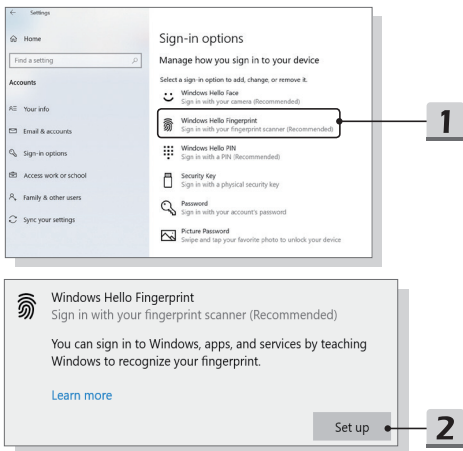 Settings
Home
Find a setting
Accounts
Your info
Email & accounts
Sign-in options
Access work or school
Family & other users
Sync your settings
Sign-in options
Manage how you sign in to your device
Select a sign-in option to add, change, or remove it.
Windows Hello Face
Sign in with your camera (Recommended)
Windows Hello Fingerprint
Sign in with your fingerprint scanner (Recommended)
Windows Hello PIN
Sign in with a PIN (Recommended)
Security Key
Sign in with a physical security key
Password
Sign in with your account's password
Picture Password
Swipe and tap your favorite photo to unlock your device
1
Windows Hello Fingerprint
Sign in with your fingerprint scanner (Recommended)
You can sign in to Windows, apps, and services by teaching
Windows to recognize your fingerprint.
Learn more
Set up
2